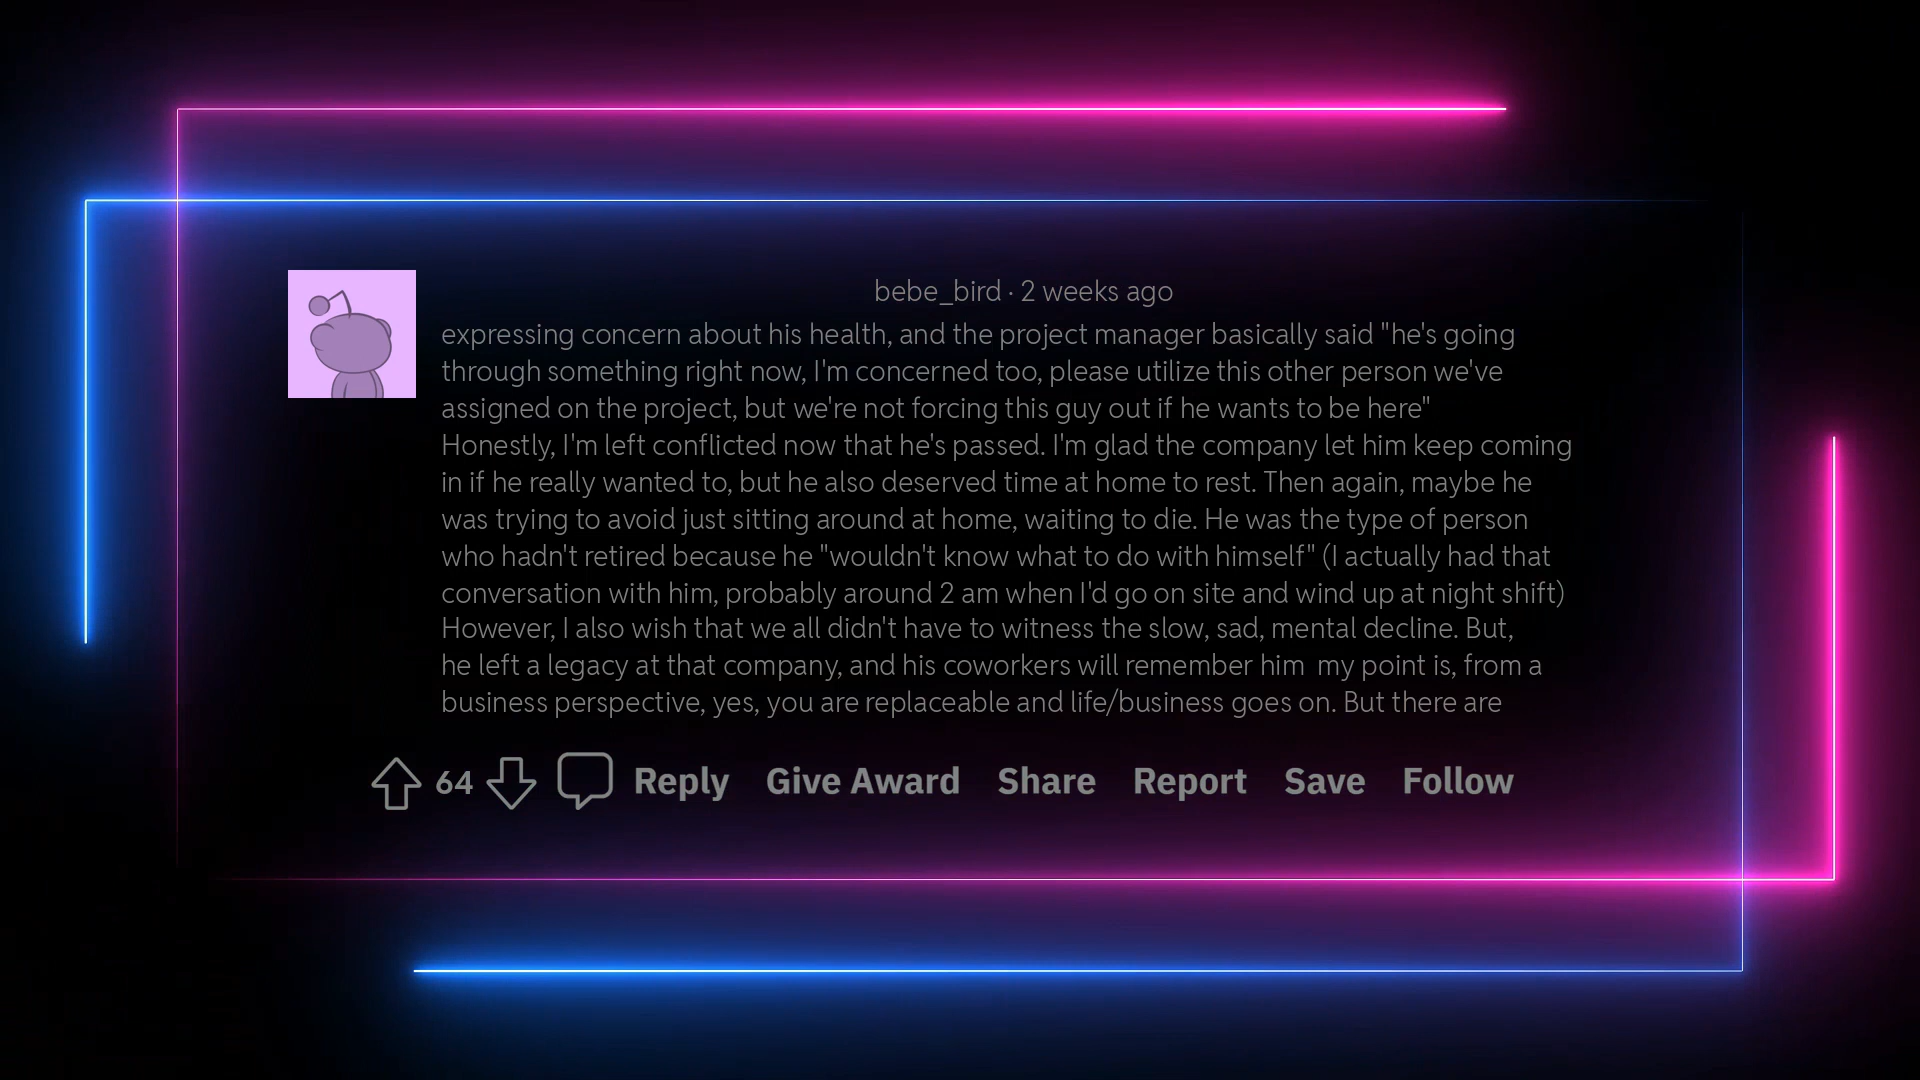 bebe_bird · 2 weeks ago
expressing concern about his health, and the project manager basically said "he's going
through something right now, I'm concerned too, please utilize this other person we've
assigned on the project, but we're not forcing this guy out if he wants to be here"
Honestly, I'm left conflicted now that he's passed. I'm glad the company let him keep coming
in if he really wanted to, but he also deserved time at home to rest. Then again, maybe he
was trying to avoid just sitting around at home, waiting to die. He was the type of person
who hadn't retired because he "wouldn't know what to do with himself" (I actually had that
conversation with him, probably around 2 am when I'd go on site and wind up at night shift)
However, I also wish that we all didn't have to witness the slow, sad, mental decline. But,
he left a legacy at that company, and his coworkers will remember him  my point is, from a
business perspective, yes, you are replaceable and life/business goes on. But there are
64 Reply Give Award Share Report Save Follow